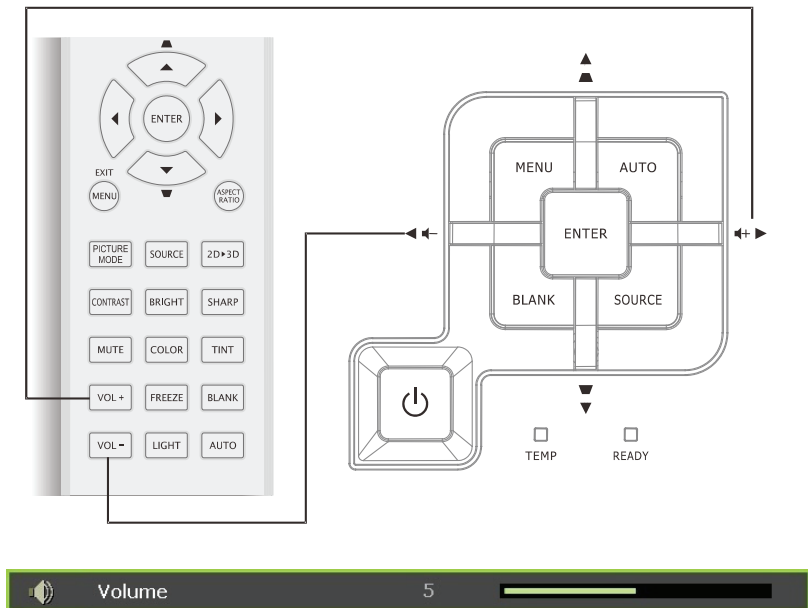 ENTER
EXIT
MENU
ASPECT
RATIO
PICTURE
MODE
SOURCE
2D▸3D
CONTRAST
BRIGHT
SHARP
MUTE
COLOR
TINT
VOL +
FREEZE
BLANK
VOL -
LIGHT
AUTO
MENU
AUTO
ENTER
BLANK
SOURCE
TEMP
READY
Volume 5